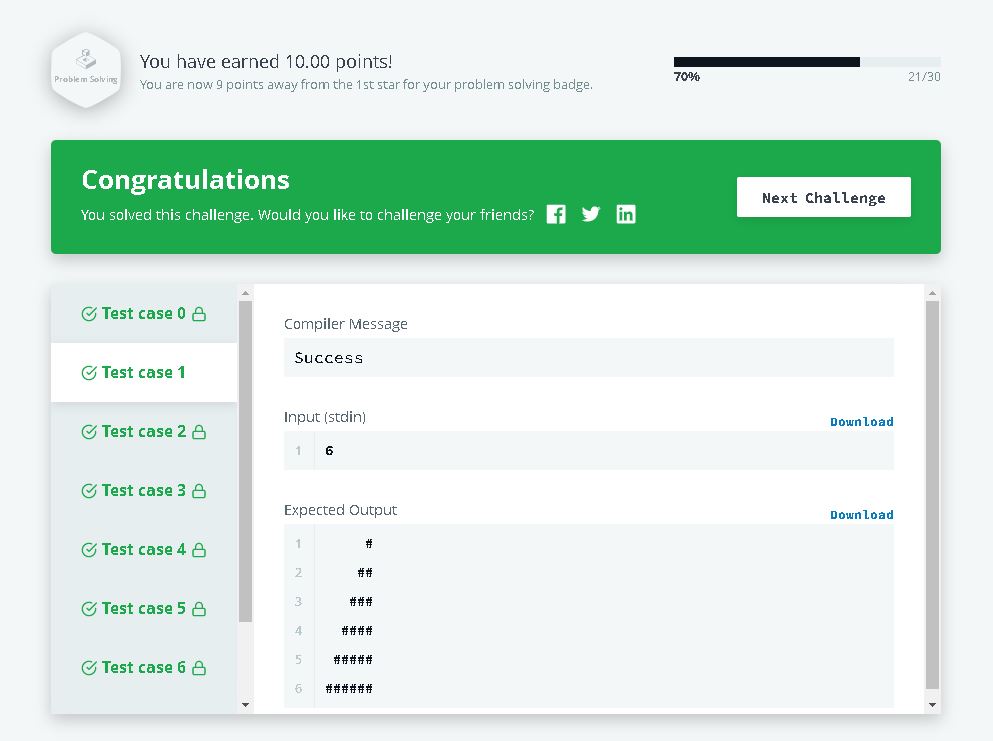 Problem Solving
You have earned 10.00 points!
You are now 9 points away from the 1st star for your problem solving badge.
70%
21/30
Congratulations
You solved this challenge. Would you like to challenge your friends?
Next Challenge
Test case 0
Test case 1
Test case 2
Test case 3
Test case 4
Test case 5
Test case 6
Compiler Message
Success
Input (stdin)
Download
1 6
Expected Output
Download
1      #
2     ##
3    ###
4   ####
5  #####
6 ######